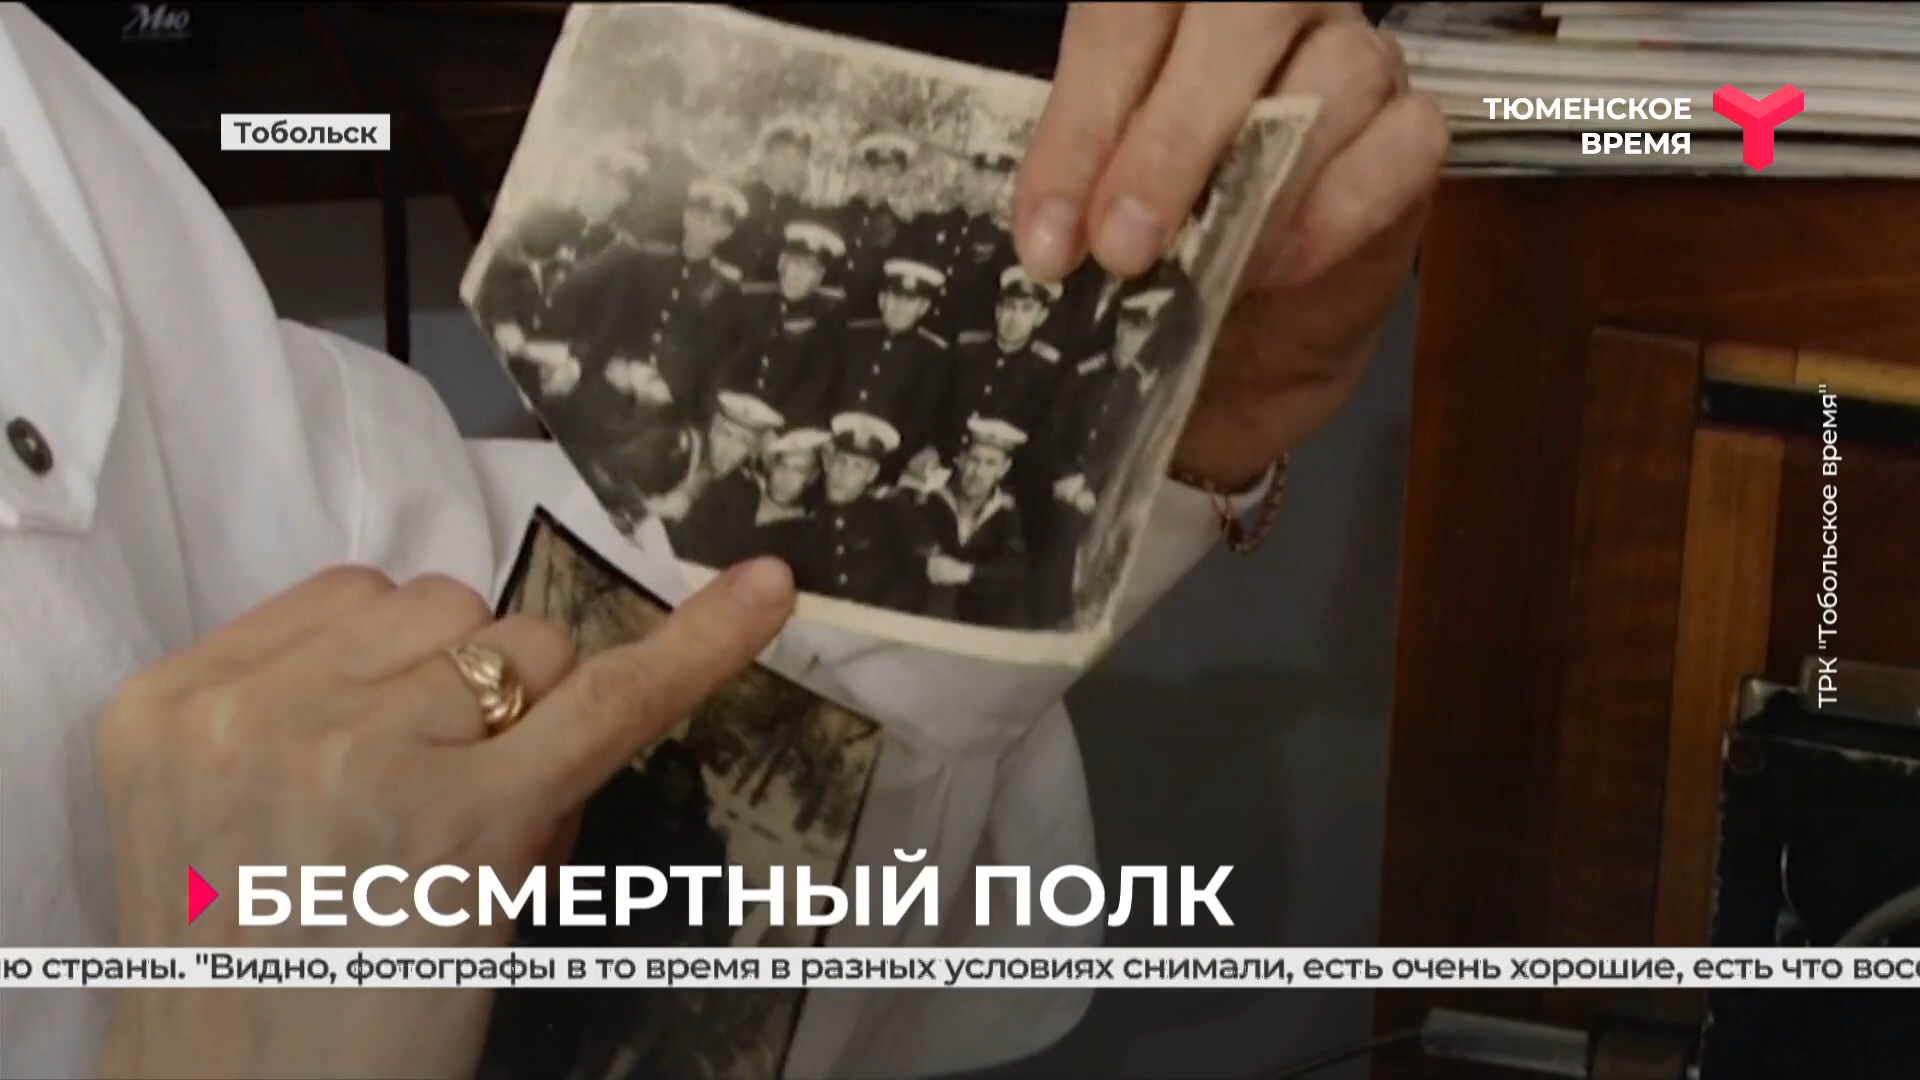 Тобольск
ТЮМЕНСКОЕ
ВРЕМЯ
ТРК "Тобольское время"
БЕССМЕРТНЫЙ ПОЛК
ю страны. "Видно, фотографы в то время в разных условиях снимали, есть очень хорошие, есть что